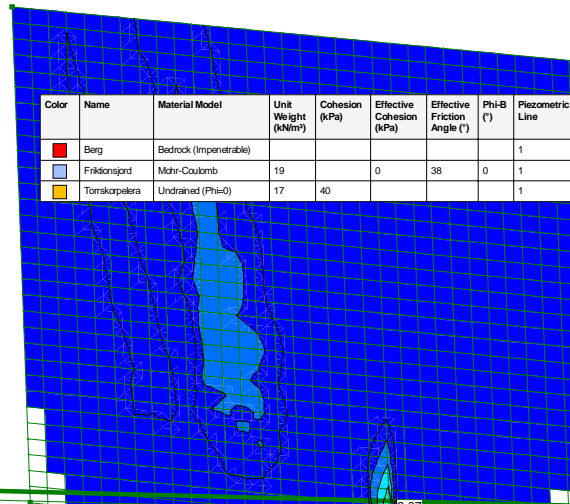 Color Name Material Model Unit Weight (kN/m³) Cohesion (kPa) Effective Cohesion (kPa) Effective Friction Angle (°) Phi-B (°) Piezometric Line
Berg Bedrock (Impenetrable) 1
Friktionsjord Mohr-Coulomb 19 0 38 0 1
Torrskorpelera Undrained (Phi=0) 17 40 1